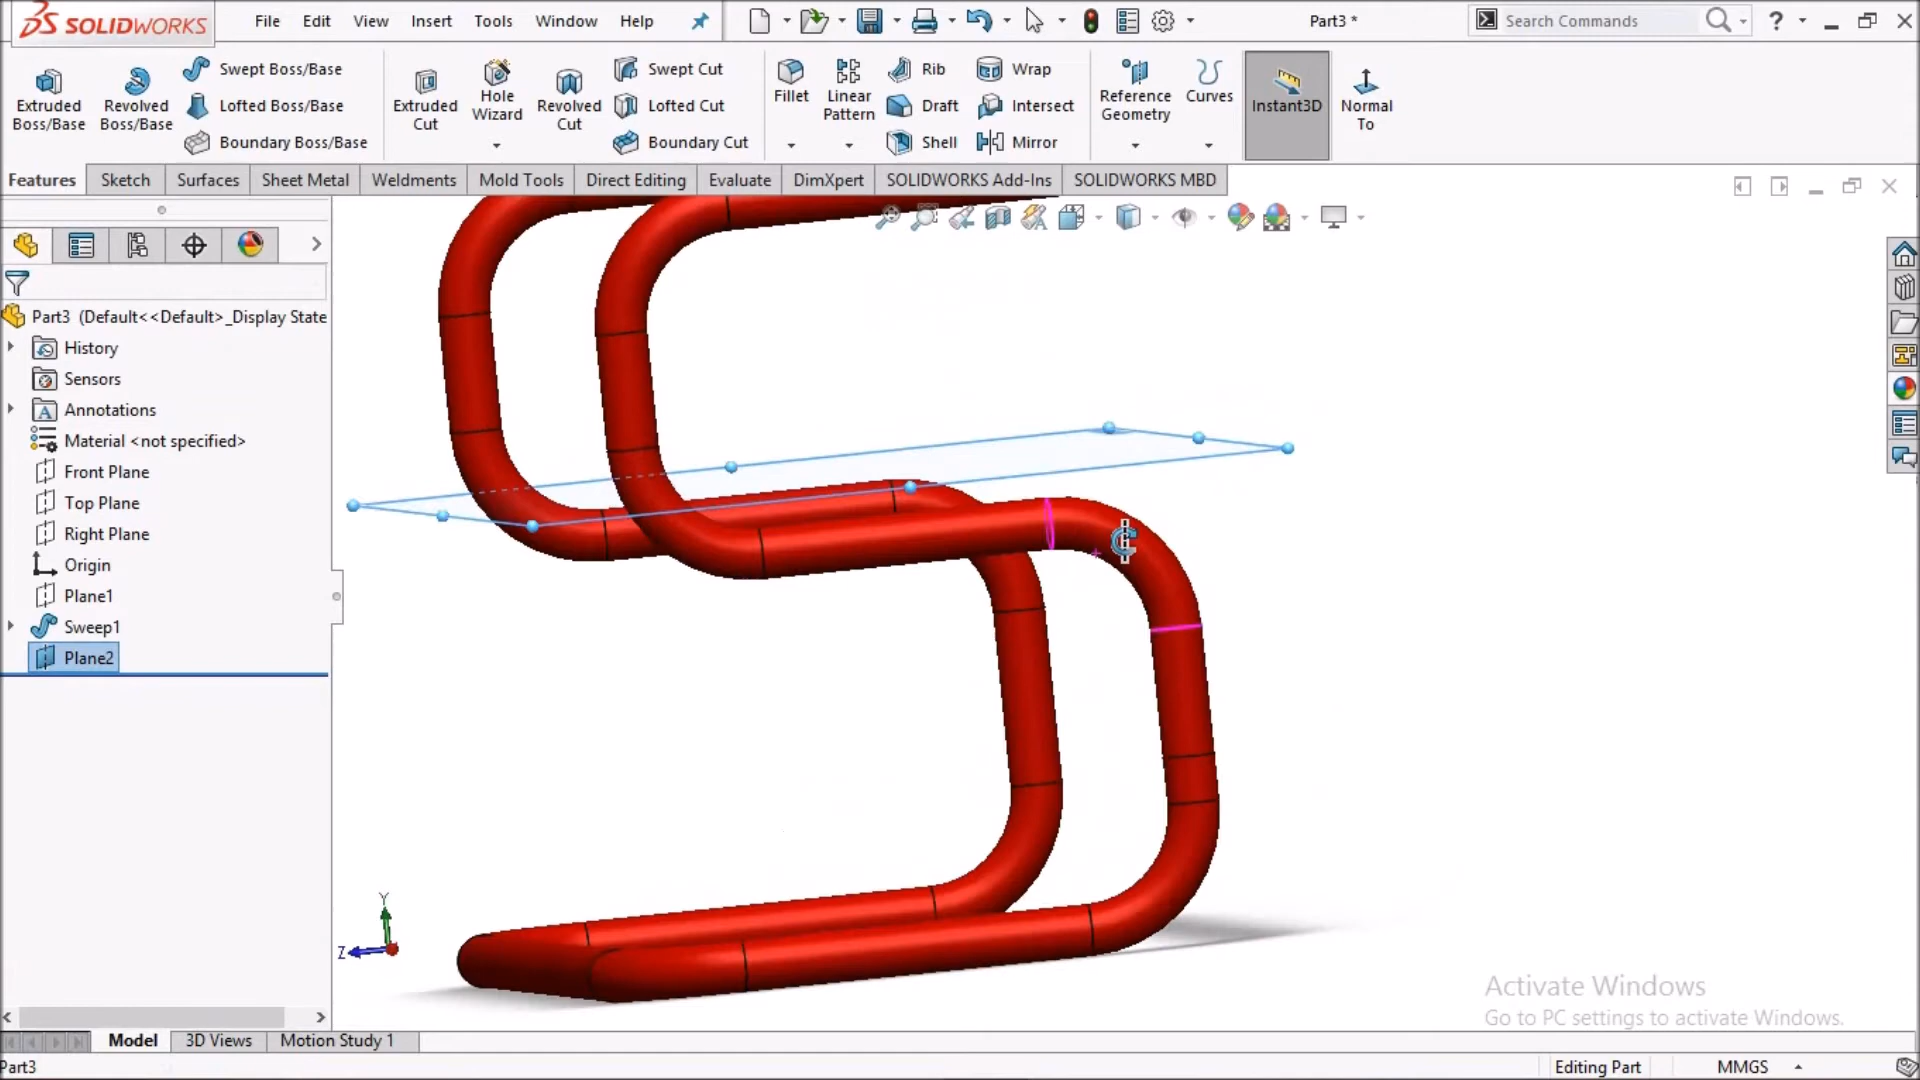 SOLIDWORKS File Edit View Insert Tools Window Help Part3 * Search Commands ?
Extruded Boss/Base
Revolved Boss/Base
Swept Boss/Base
Lofted Boss/Base
Boundary Boss/Base
Extruded Cut
Hole Wizard
Revolved Cut
Swept Cut
Lofted Cut
Boundary Cut
Fillet
Linear Pattern
Rib
Draft
Shell
Wrap
Intersect
Mirror
Reference Geometry
Curves
Instant3D
Normal To
Features Sketch Surfaces Sheet Metal Weldments Mold Tools Direct Editing Evaluate DimXpert SOLIDWORKS Add-Ins SOLIDWORKS MBD
Part3 (Default<<Default>_Display State
History
Sensors
Annotations
Material <not specified>
Front Plane
Top Plane
Right Plane
Origin
Plane1
Sweep1
Plane2
Y
Z
Activate Windows
Go to PC settings to activate Windows.
Model 3D Views Motion Study 1
Part3 Editing Part MMGS